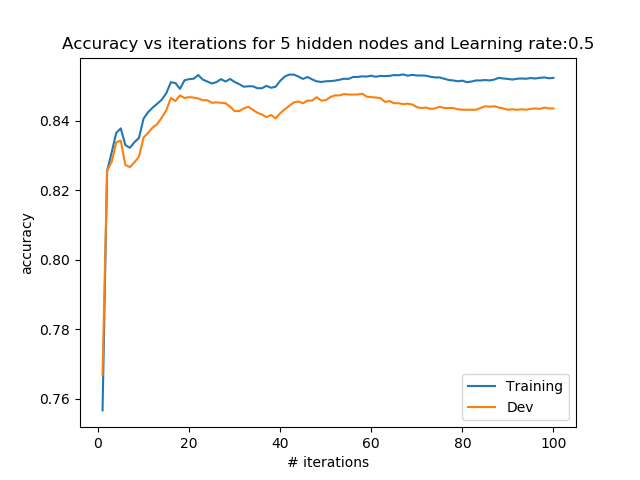 Accuracy vs iterations for 5 hidden nodes and Learning rate:0.5
accuracy
0.84
0.82
0.80
0.78
0.76
Training
Dev
0 20 40 60 80 100
# iterations